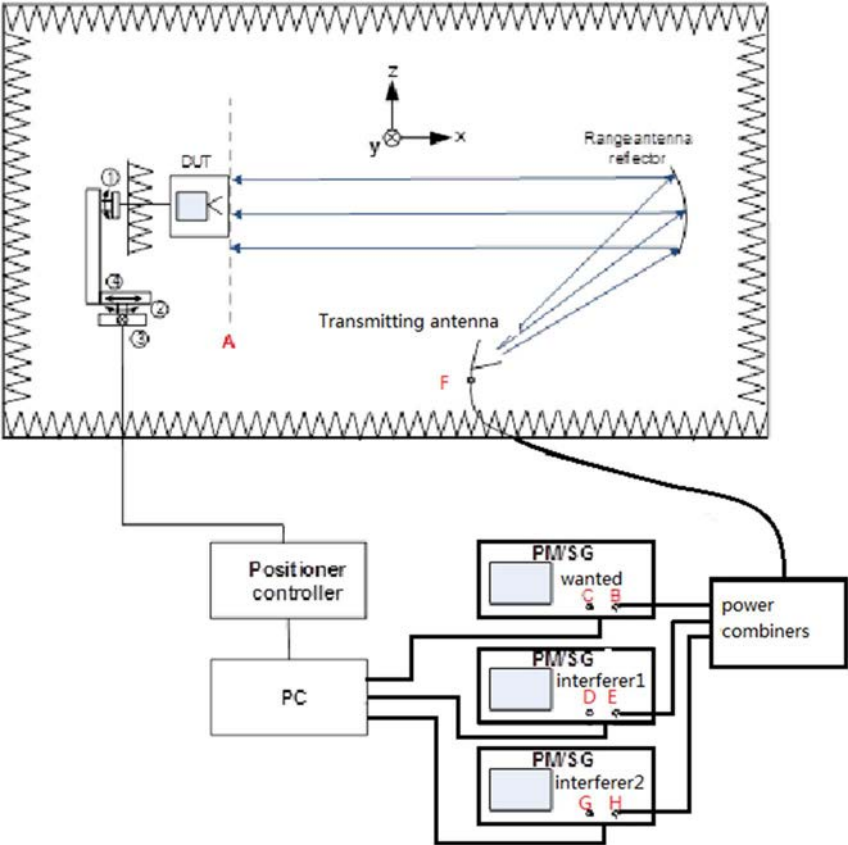 z
y
x
Rangeantenna
refector
DUT
①
④
②
③
A
Transmitting antenna
F
Positioner
controller
PC
PM/SG
wanted
C B
PM/SG
interferer1
D E
PM/SG
interferer2
G H
power
combiners